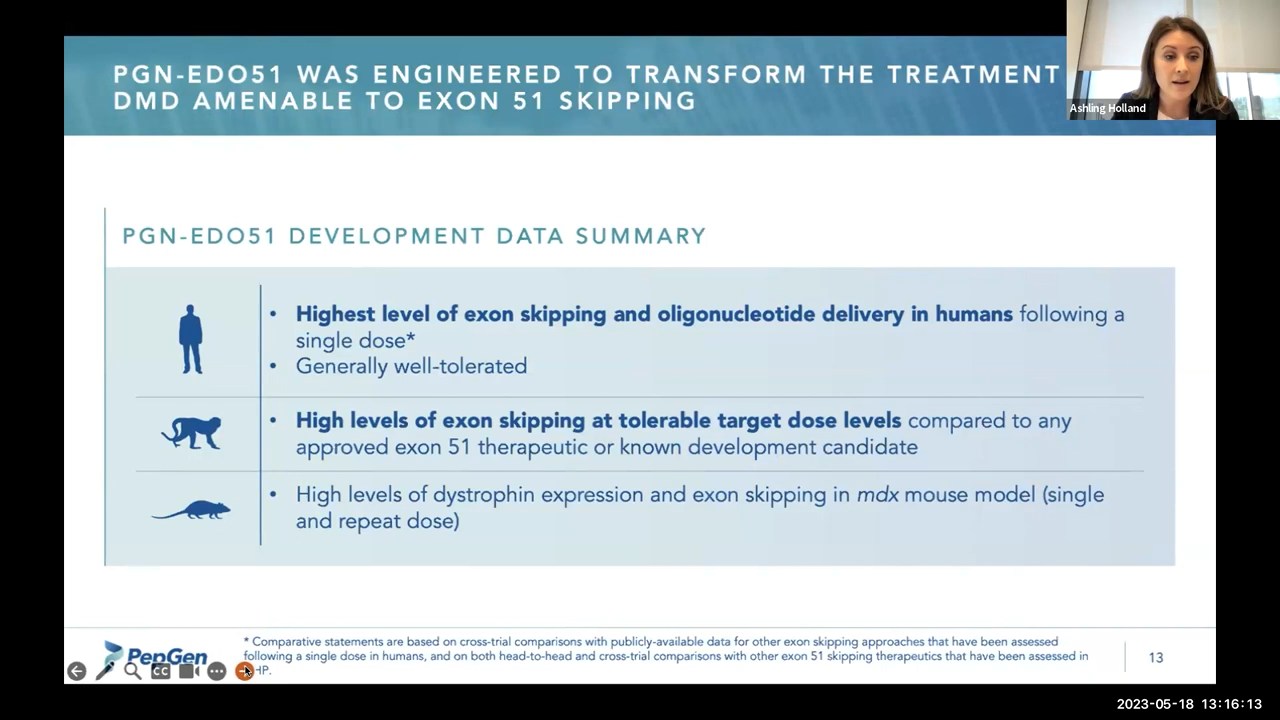 PGN-EDO51 WAS ENGINEERED TO TRANSFORM THE TREATMENT
DMD AMENABLE TO EXON 51 SKIPPING
Ashling Holland
PGN-EDO51 DEVELOPMENT DATA SUMMARY
• Highest level of exon skipping and oligonucleotide delivery in humans following a
single dose*
• Generally well-tolerated
• High levels of exon skipping at tolerable target dose levels compared to any
approved exon 51 therapeutic or known development candidate
• High levels of dystrophin expression and exon skipping in mdx mouse model (single
and repeat dose)
PepGen
* Comparative statements are based on cross-trial comparisons with publicly-available data for other exon skipping approaches that have been assessed
following a single dose in humans, and on both head-to-head and cross-trial comparisons with other exon 51 skipping therapeutics that have been assessed in
HP.
13
CC
2023-05-18 13:16:13